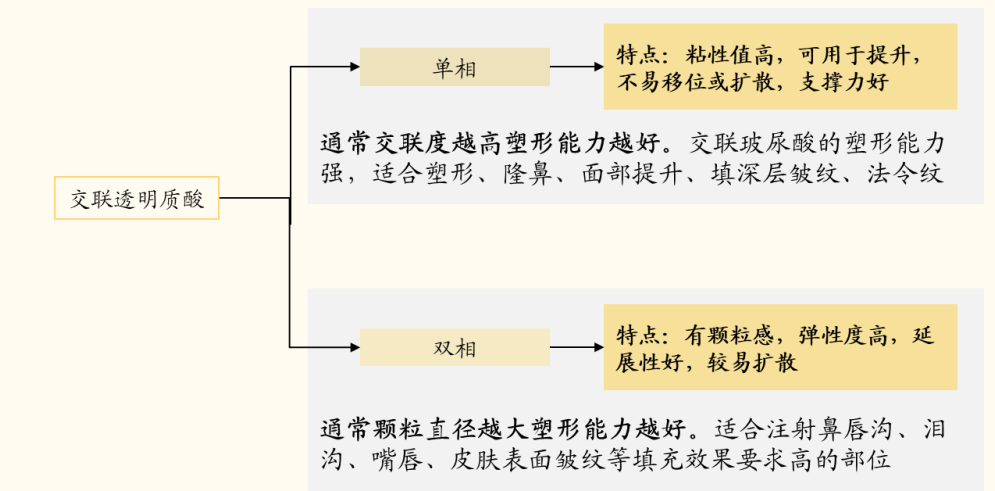 单相
特点：粘性值高，可用于提升，
不易移位或扩散，支撑力好
通常交联度越高塑形能力越好。交联玻尿酸的塑形能力
强，适合塑形、隆鼻、面部提升、填深层皱纹、法令纹
交联透明质酸
双相
特点：有颗粒感，弹性度高，延
展性好，较易扩散
通常颗粒直径越大塑形能力越好。适合注射鼻唇沟、泪
沟、嘴唇、皮肤表面皱纹等填充效果要求高的部位